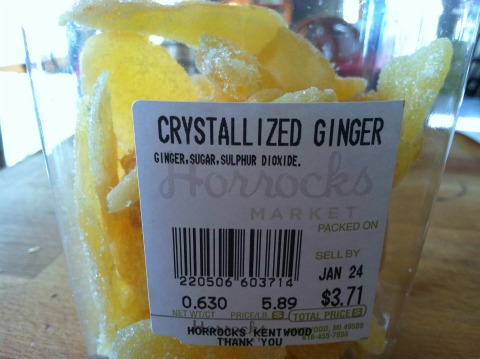 CRYSTALLIZED GINGER
GINGER,SUGAR,SULPHUR DIOXIDE.
Horrocks
MARKET
PACKED ON
SELL BY
JAN 24
220506 603714
0.630 5.89 $3.71
NET WT/CT PRICE/LB. TOTAL PRICE
HORROCKS KENTWOOD
THANK YOU